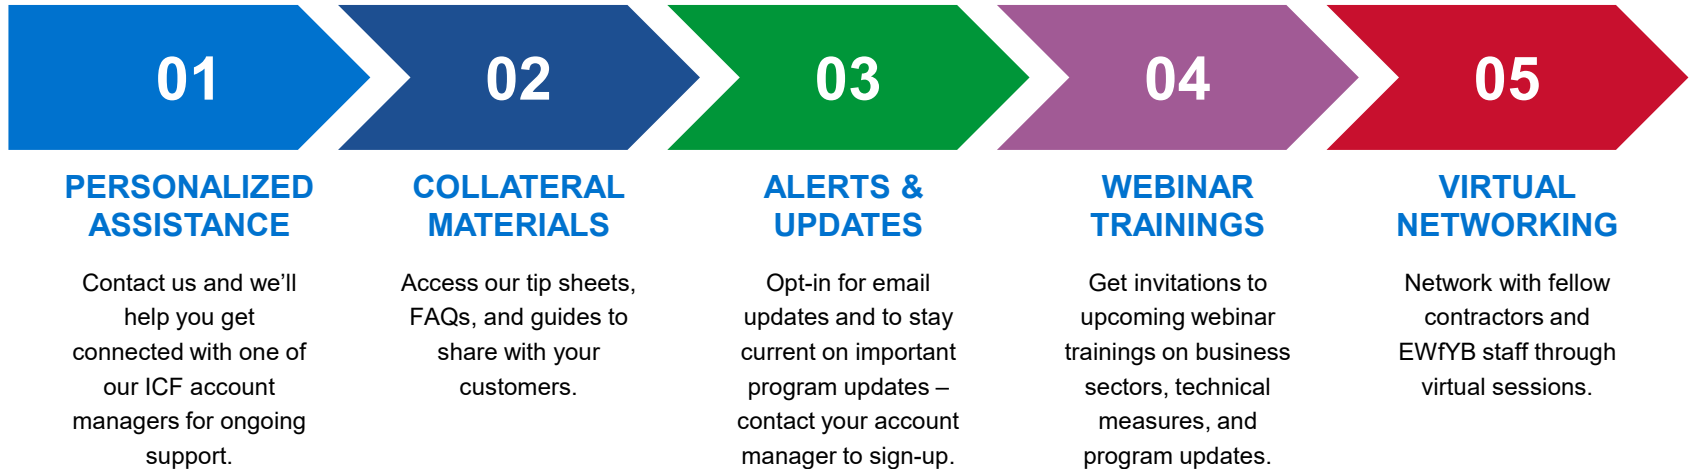 01
PERSONALIZED
ASSISTANCE
Contact us and we’ll
help you get
connected with one of
our ICF account
managers for ongoing
support.
02
COLLATERAL
MATERIALS
Access our tip sheets,
FAQs, and guides to
share with your
customers.
03
ALERTS &
UPDATES
Opt-in for email
updates and to stay
current on important
program updates –
contact your account
manager to sign-up.
04
WEBINAR
TRAININGS
Get invitations to
upcoming webinar
trainings on business
sectors, technical
measures, and
program updates.
05
VIRTUAL
NETWORKING
Network with fellow
contractors and
EWfYB staff through
virtual sessions.